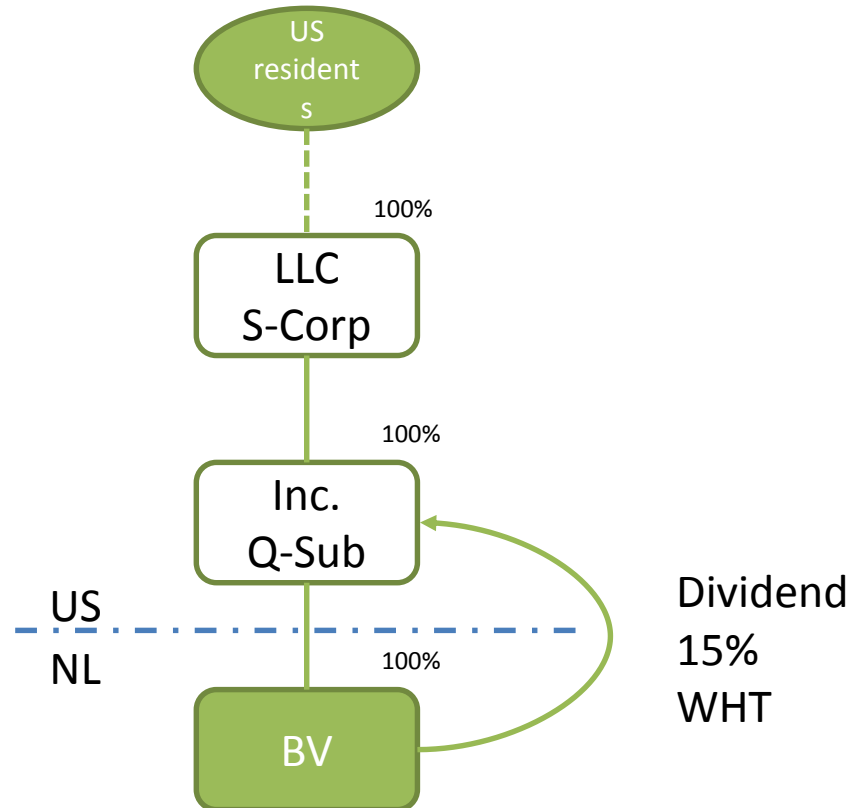 US
resident
s
100%
LLC
S-Corp
100%
Inc.
Q-Sub
US
NL
100%
BV
Dividend
15%
WHT